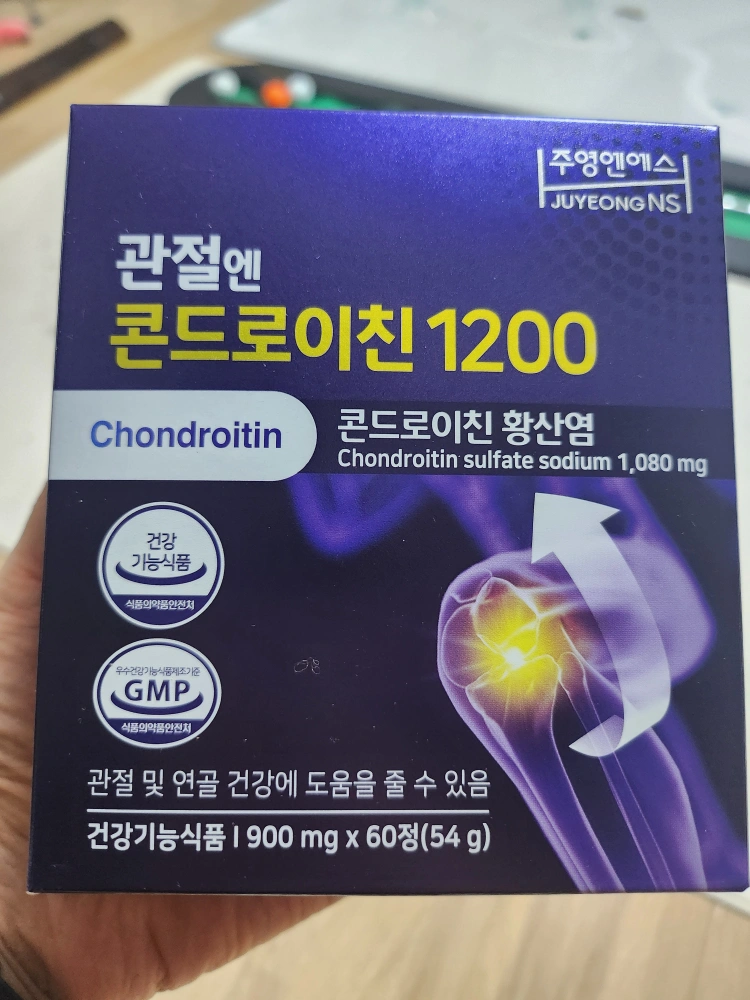 주영엔에스
JUYEONG NS
관절엔
콘드로이친 1200
Chondroitin
콘드로이친 황산염
Chondroitin sulfate sodium 1,080 mg
건강
기능식품
식품의약품안전처
우수건강기능식품제조기준
GMP
식품의약품안전처
관절 및 연골 건강에 도움을 줄 수 있음
건강기능식품 I 900 mg x 60정(54 g)